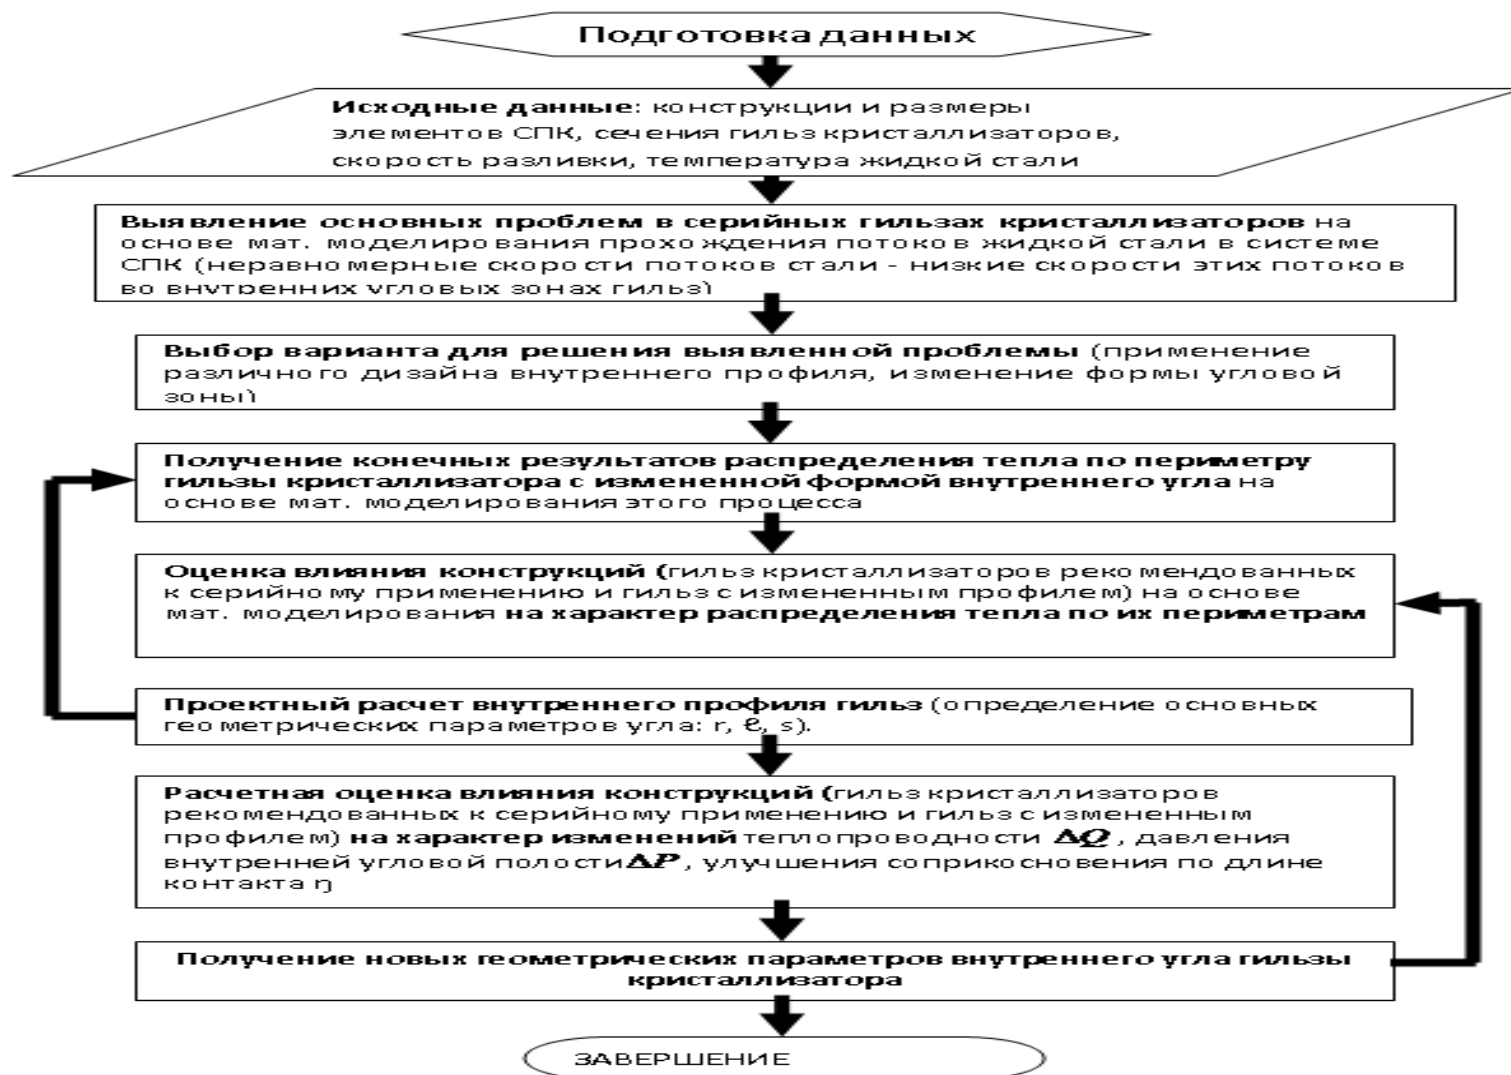 Подготовка данных
Исходные данные: конструкции и размеры
элементов СПК, сечения гильз кристаллизаторов,
скорость разливки, температура жидкой стали
Выявление основных проблем в серийных гильзах кристаллизаторов на
основе мат. моделирования прохождения потоков жидкой стали в системе
СПК (неравномерные скорости потоков стали - низкие скорости этих потоков
во внутренних угловых зонах гильз)
Выбор варианта для решения выявленной проблемы (применение
различного дизайна внутреннего профиля, изменение формы угловой
зоны)
Получение конечных результатов распределения тепла по периметру
гильзы кристаллизатора с измененной формой внутреннего угла на
основе мат. моделирования этого процесса
Оценка влияния конструкций (гильз кристаллизаторов рекомендованных
к серийному применению и гильз с измененным профилем) на основе
мат. моделирования на характер распределения тепла по их периметрам
Проектный расчет внутреннего профиля гильз (определение основных
геометрических параметров угла: r, ℓ, s).
Расчетная оценка влияния конструкций (гильз кристаллизаторов
рекомендованных к серийному применению и гильз с измененным
профилем) на характер изменений теплопроводности ΔQ , давления
внутренней угловой полости ΔP , улучшения соприкосновения по длине
контакта η
Получение новых геометрических параметров внутреннего угла гильзы
кристаллизатора
ЗАВЕРШЕНИЕ